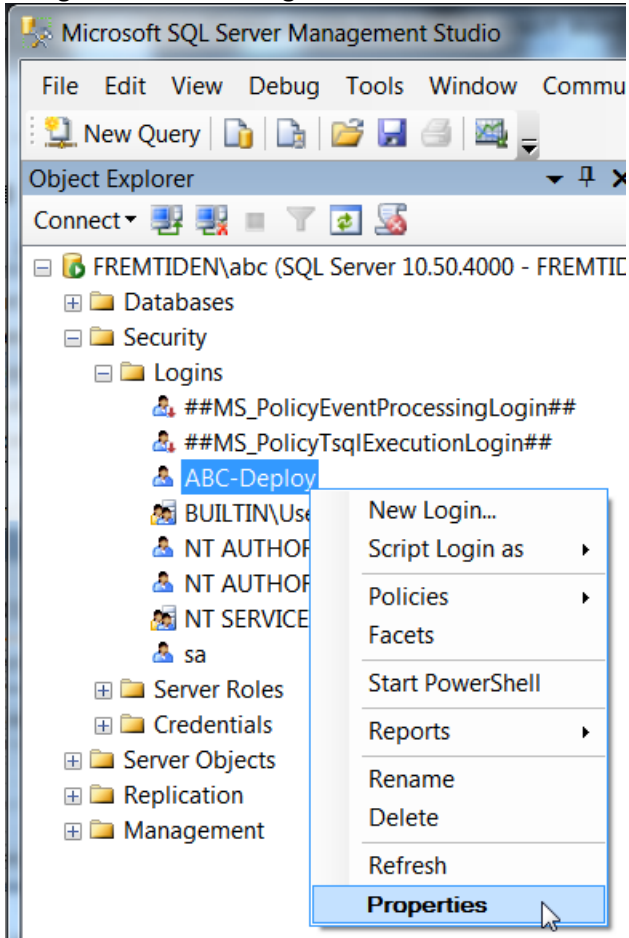 Microsoft SQL Server Management Studio
File Edit View Debug Tools Window Commu
New Query
Object Explorer
Connect
FREMTIDEN\abc (SQL Server 10.50.4000 - FREMTID
Databases
Security
Logins
##MS_PolicyEventProcessingLogin##
##MS_PolicyTsqlExecutionLogin##
ABC-Deploy
BUILTIN\Use
NT AUTHOR
NT AUTHOR
NT SERVICE
sa
Server Roles
Credentials
Server Objects
Replication
Management
New Login...
Script Login as
Policies
Facets
Start PowerShell
Reports
Rename
Delete
Refresh
Properties